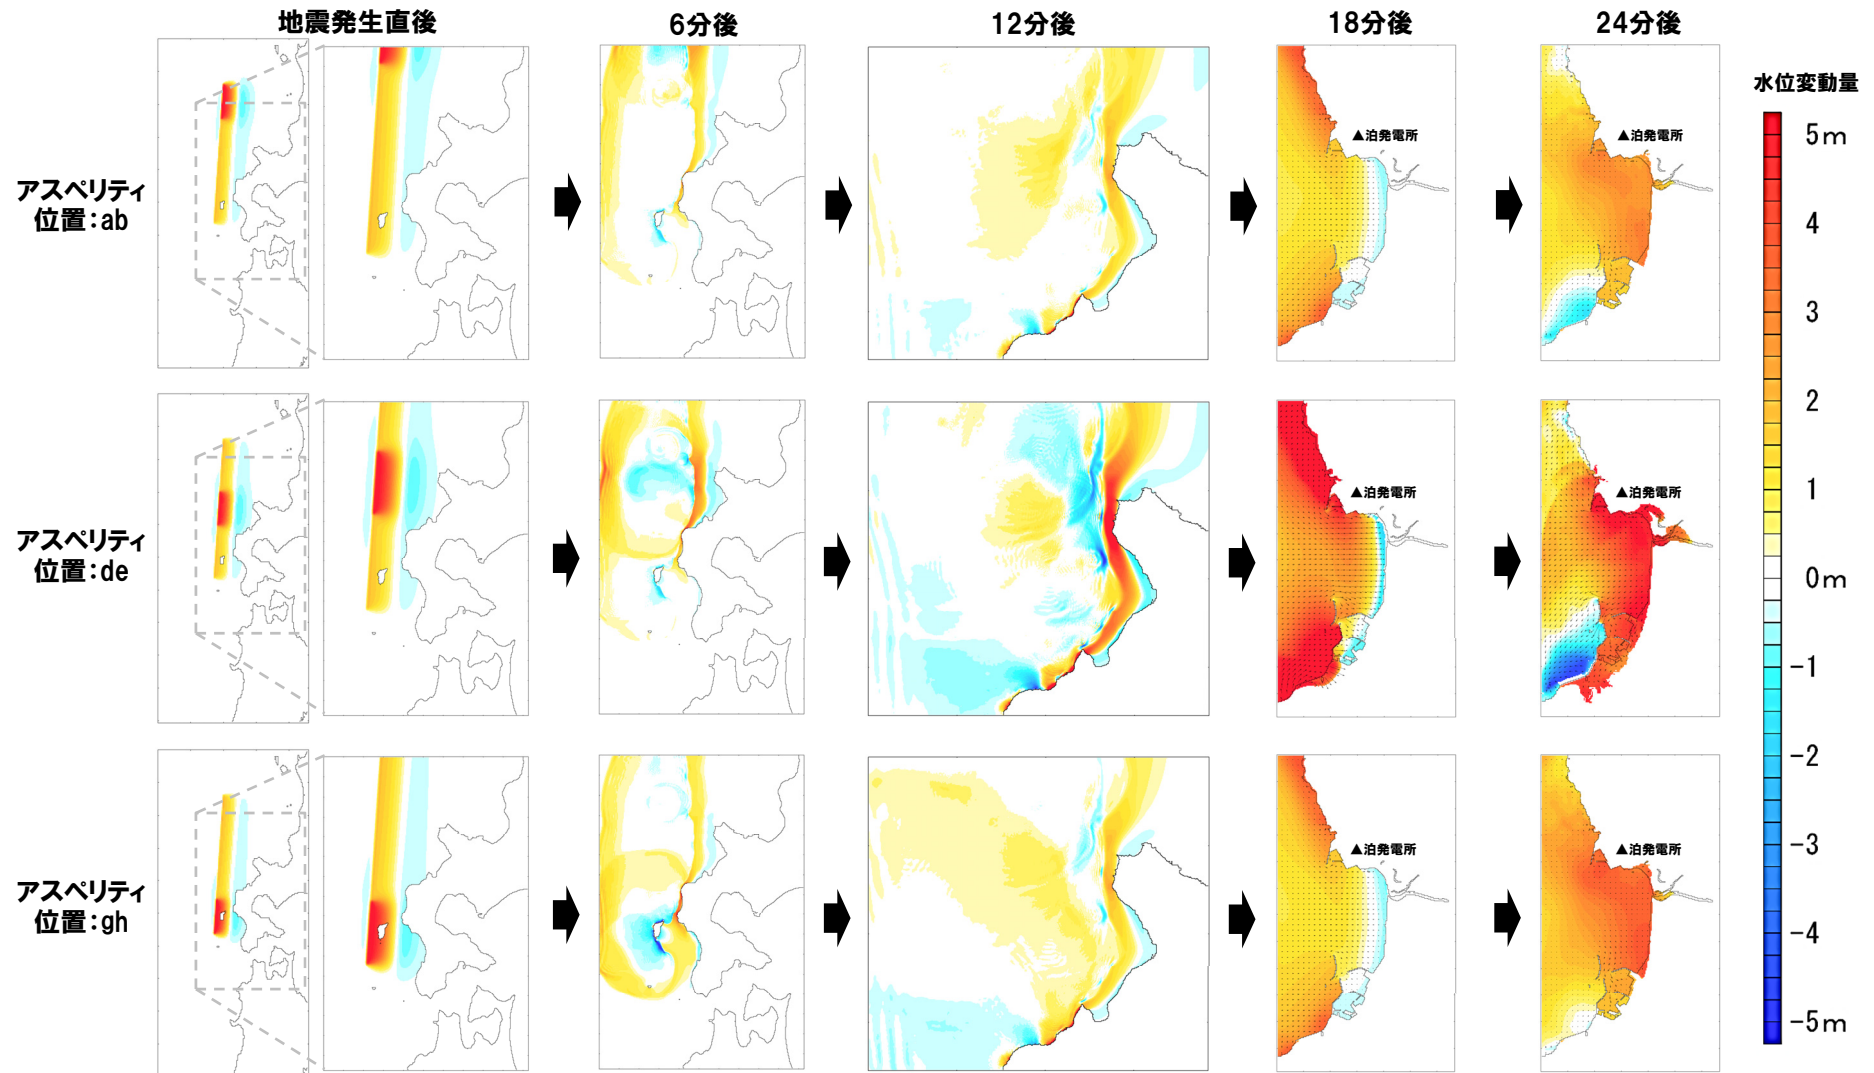 地震発生直後
6分後
12分後
18分後
24分後
水位変動量
アスペリティ
位置:ab
▲泊発電所
▲泊発電所
アスペリティ
位置:de
▲泊発電所
▲泊発電所
アスペリティ
位置:gh
▲泊発電所
▲泊発電所
5m
4
3
2
1
0m
-1
-2
-3
-4
-5m